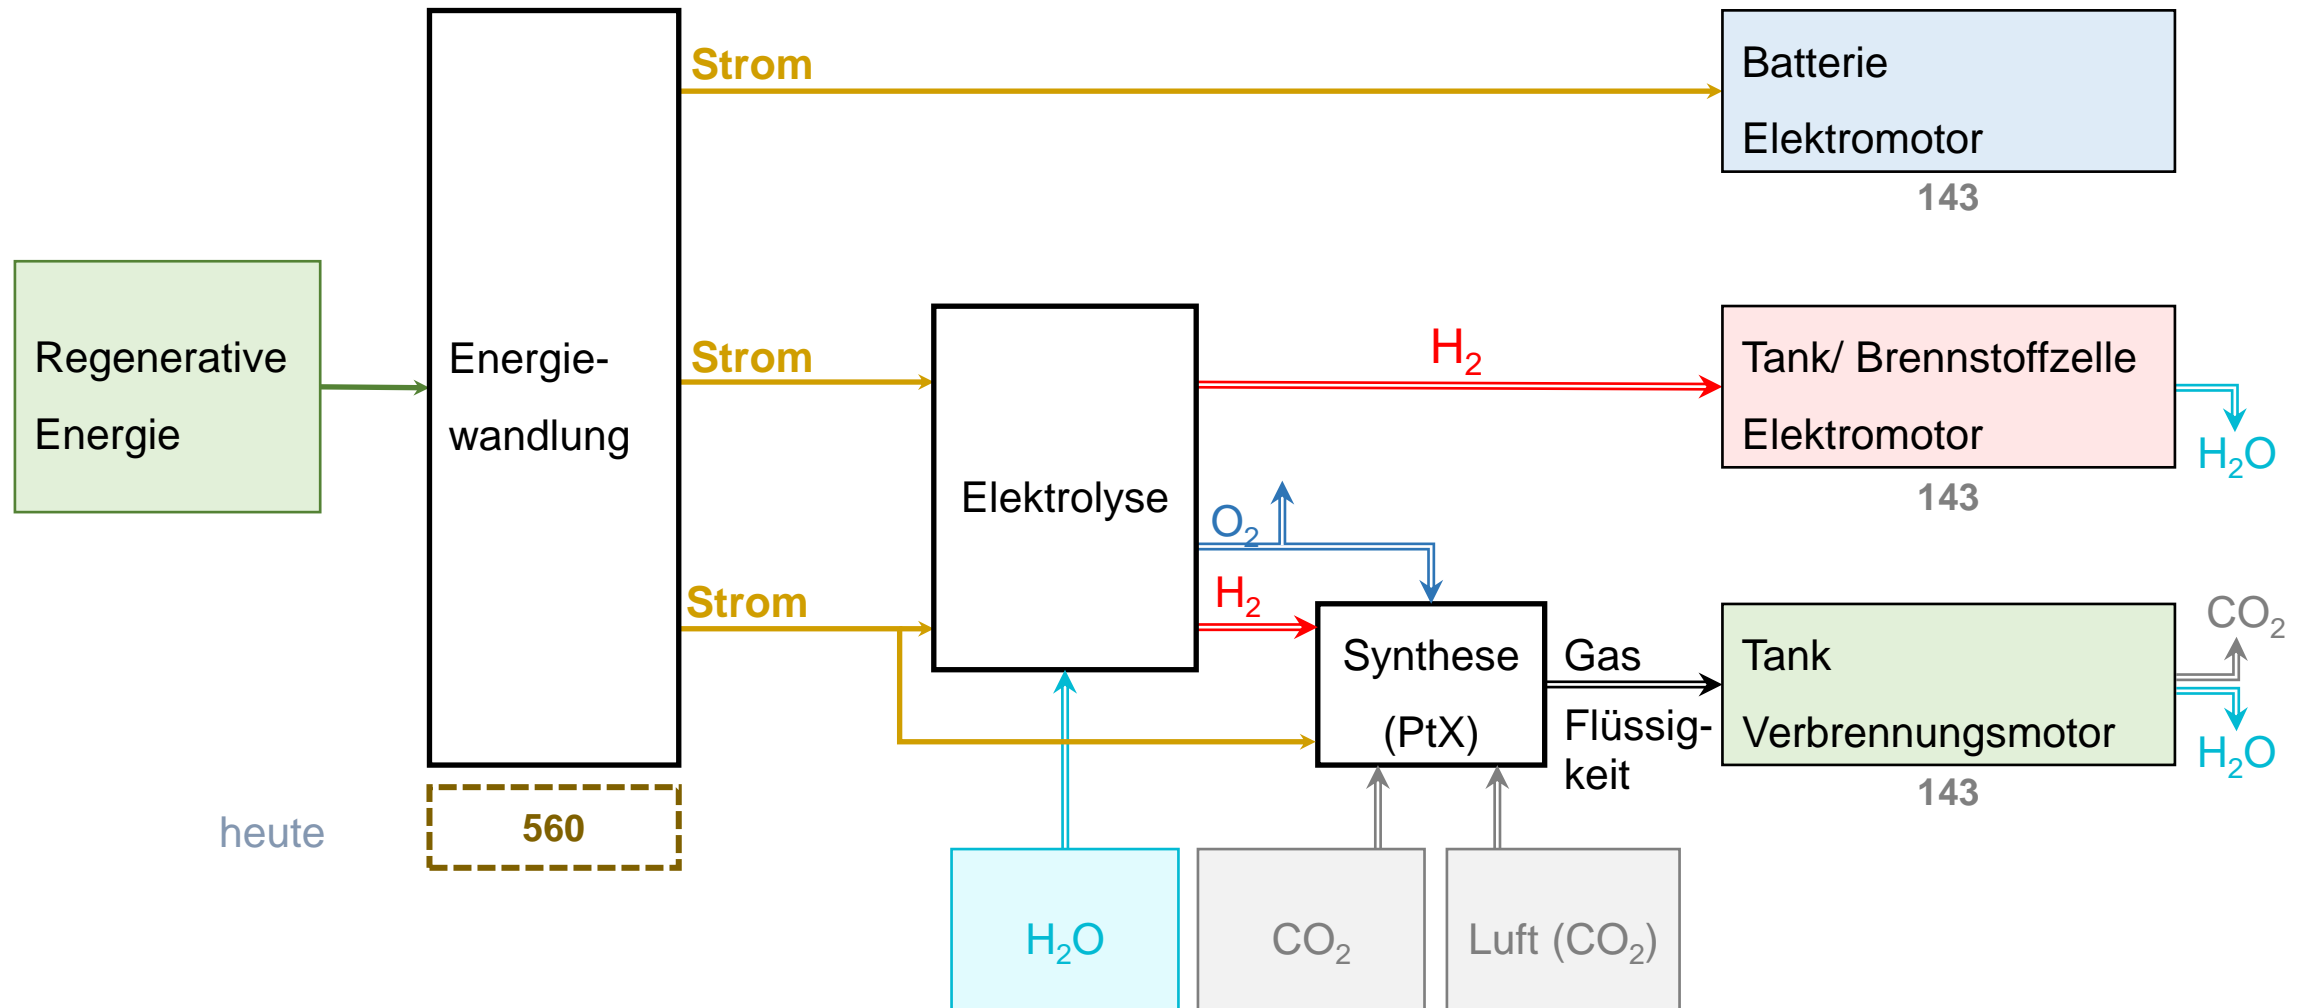 Strom
Batterie
Elektromotor
143
Regenerative
Energie
Energie-
wandlung
Strom
Elektrolyse
H₂
Tank/ Brennstoffzelle
Elektromotor
143
H₂O
O₂
Strom
H₂
Synthese
(PtX)
Gas
Flüssig-
keit
Tank
Verbrennungsmotor
143
CO₂
H₂O
heute
560
H₂O
CO₂
Luft (CO₂)